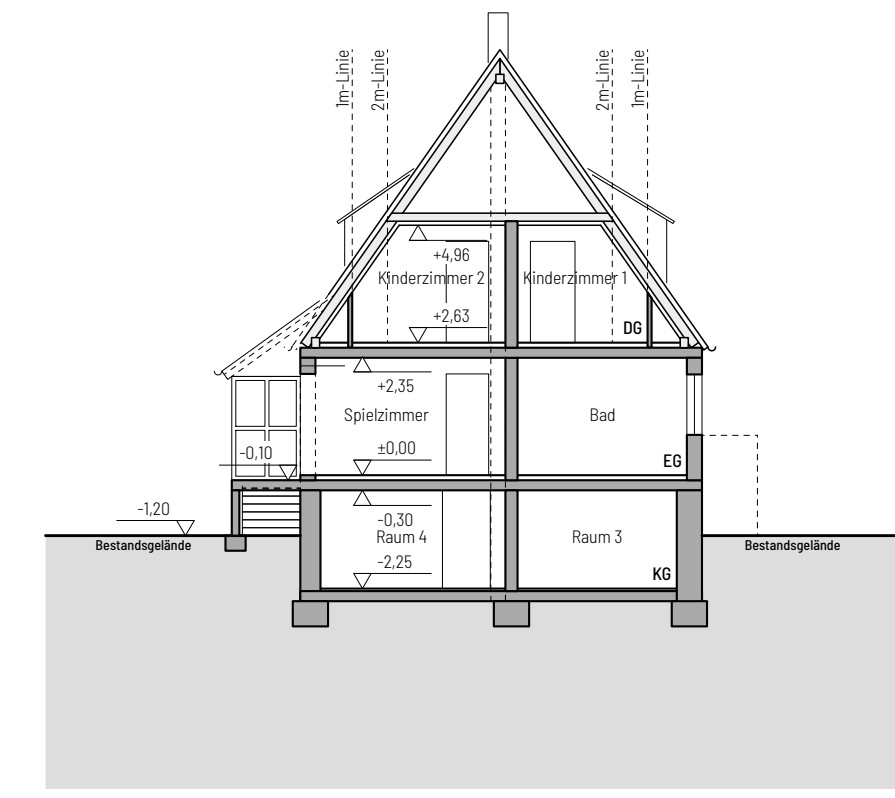 1m-Linie
2m-Linie
2m-Linie
1m-Linie
+4,96
Kinderzimmer 2
Kinderzimmer 1
+2,63
DG
+2,35
Spielzimmer
Bad
±0,00
-0,10
EG
-1,20
-0,30
Raum 4
Raum 3
Bestandsgelände
Bestandsgelände
-2,25
KG